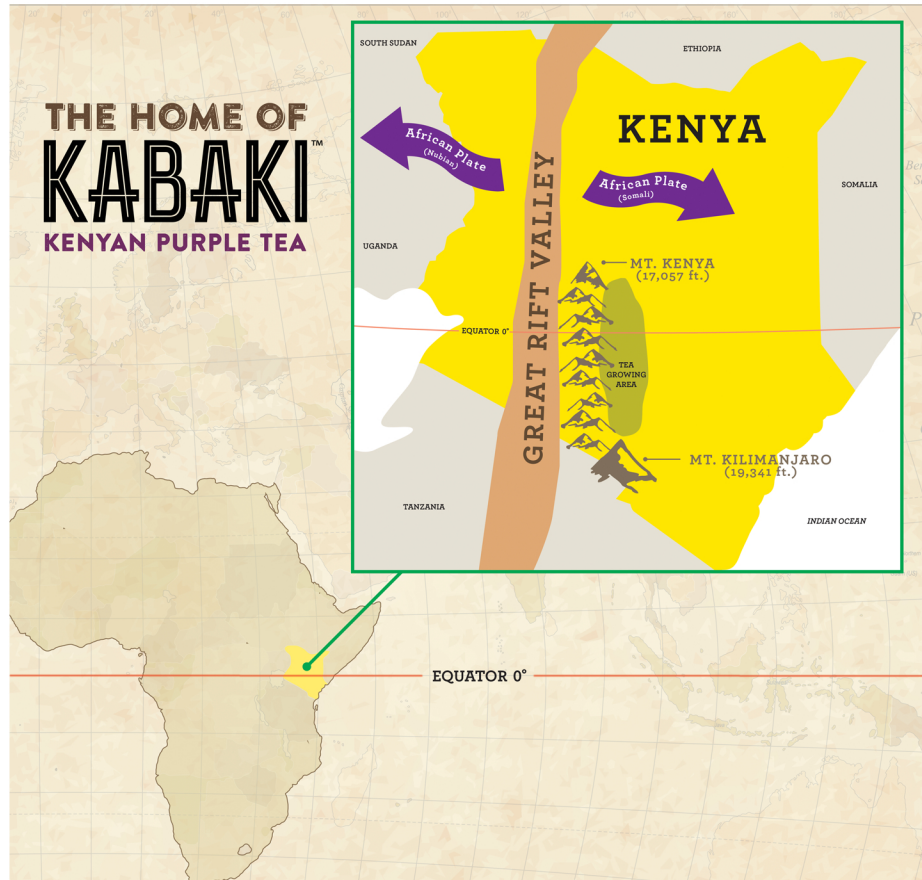 THE HOME OF
KABAKI™
KENYAN PURPLE TEA
SOUTH SUDAN
ETHIOPIA
KENYA
African Plate
(Nubian)
African Plate
(Somali)
SOMALIA
UGANDA
GREAT RIFT VALLEY
MT. KENYA
(17,057 ft.)
EQUATOR 0°
TEA
GROWING
AREA
MT. KILIMANJARO
(19,341 ft.)
TANZANIA
INDIAN OCEAN
EQUATOR 0°